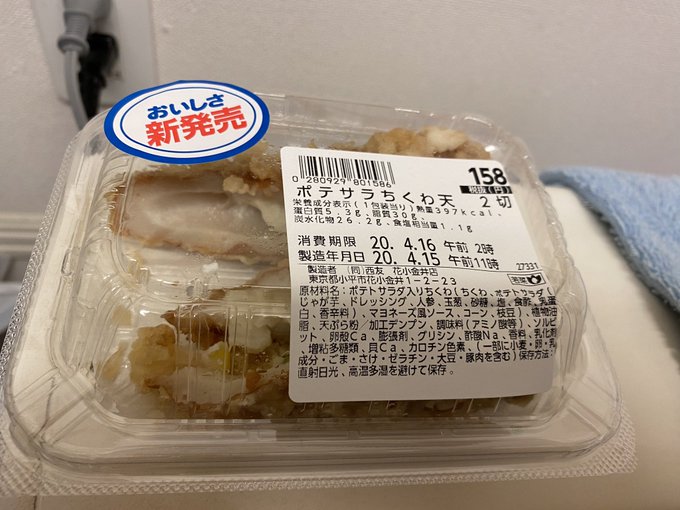 おいしさ
新発売
0 280929 801586
158
税抜(円)
ポテサラちくわ天 2切
栄養成分表示(1包装当り)熱量397kcal、
蛋白質5.3g、脂質30g、
炭水化物26.2g、食塩相当量1.1g
消費期限 20. 4.16 午前 2時
製造年月日 20. 4.15 午前11時
27331
製造者 (同)西友 花小金井店
東京都小平市花小金井1-2-23
原材料名:ポテトサラダ入りちくわ(ちくわ、ポテトサラダ(
じゃが芋、ドレッシング、人参、玉葱、砂糖、塩、食酢、乳蛋
白、香辛料)、マヨネーズ風ソース、コーン、枝豆)、植物油
脂、天ぷら粉/加工デンプン、調味料(アミノ酸等)、ソルビ
ット、卵殻Ca、膨張剤、グリシン、酢酸Na、香料、乳化剤
、増粘多糖類、貝Ca、カロチン色素、(一部に小麦・卵・乳
成分・ごま・さけ・ゼラチン・大豆・豚肉を含む)保存方法:
直射日光、高温多湿を避けて保存。